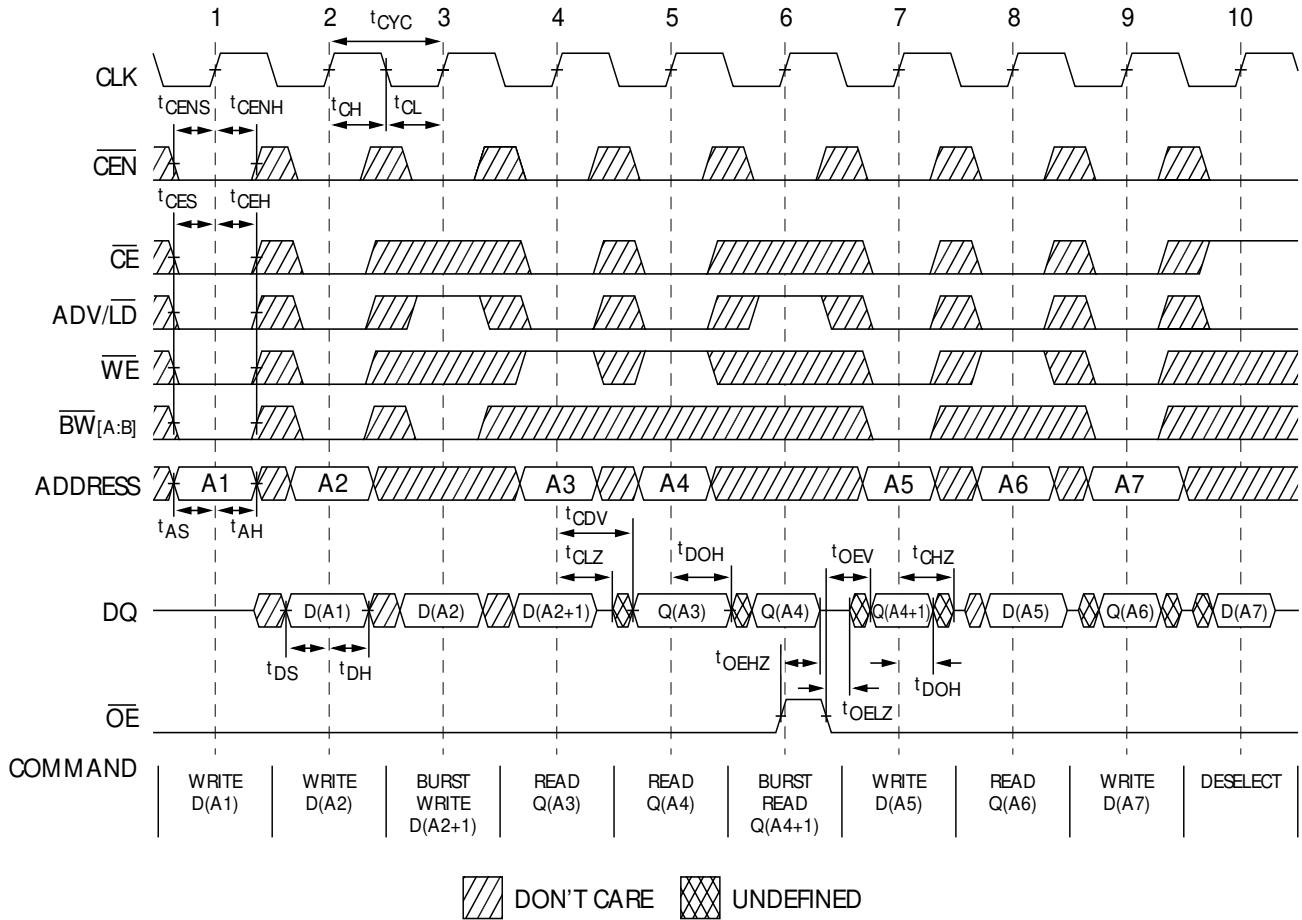 1 2 3 4 5 6 7 8 9 10
tCYC
CLK
tCENS tCENH tCH tCL
CEN
tCES tCEH
CE
ADV/LD
WE
BW[A:B]
ADDRESS A1 A2 A3 A4 A5 A6 A7
tAS tAH tCDV
tCLZ tDOH tOEV tCHZ
DQ D(A1) D(A2) D(A2+1) Q(A3) Q(A4) Q(A4+1) D(A5) Q(A6) D(A7)
tDS tDH tOEHZ tDOH
tOELZ
OE
COMMAND
WRITE D(A1)
WRITE D(A2)
BURST WRITE D(A2+1)
READ Q(A3)
READ Q(A4)
BURST READ Q(A4+1)
WRITE D(A5)
READ Q(A6)
WRITE D(A7)
DESELECT
DON'T CARE UNDEFINED